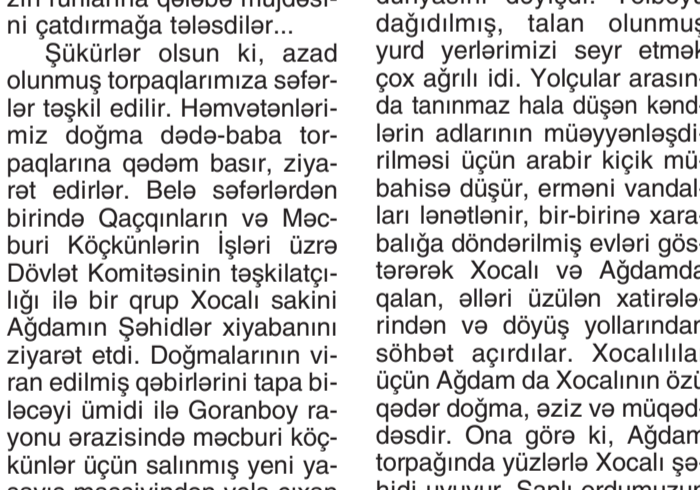 ni çatdırmağa tələsdilər...
Şükürlər olsun ki, azad
olunmuş torpaqlarımıza səfər-
lər təşkil edilir. Həmvətənləri-
miz doğma dədə-baba tor-
paqlarına qədəm basır, ziya-
rət edirlər. Belə səfərlərdən
birində Qaçqınların və Məc-
buri Köçkünlərin İşləri üzrə
Dövlət Komitəsinin təşkilatçı-
lığı ilə bir qrup Xocalı sakini
Ağdamın Şəhidlər xiyabanını
ziyarət etdi. Doğmalarının vi-
ran edilmiş qəbirlərini tapa bi-
ləcəyi ümidi ilə Goranboy ra-
yonu ərazisində məcburi köç-
künlər üçün salınmış yeni ya-
dağıdılmış, talan olunmuş
yurd yerlərimizi seyr etmək
çox ağrılı idi. Yolçular arasın-
da tanınmaz hala düşən kənd-
lərin adlarının müəyyənləşdi-
rilməsi üçün arabir kiçik mü-
bahisə düşür, erməni vandal-
ları lənətlənir, bir-birinə xara-
balığa döndərilmiş evləri gös-
tərərək Xocalı və Ağdamda
qalan, əlləri üzülən xatirələ-
rindən və döyüş yollarından
söhbət açırdılar. Xocalılıla
üçün Ağdam da Xocalının özü
qədər doğma, əziz və müqəd-
dəsdir. Ona görə ki, Ağdam
torpağında yüzlərlə Xocalı şə-